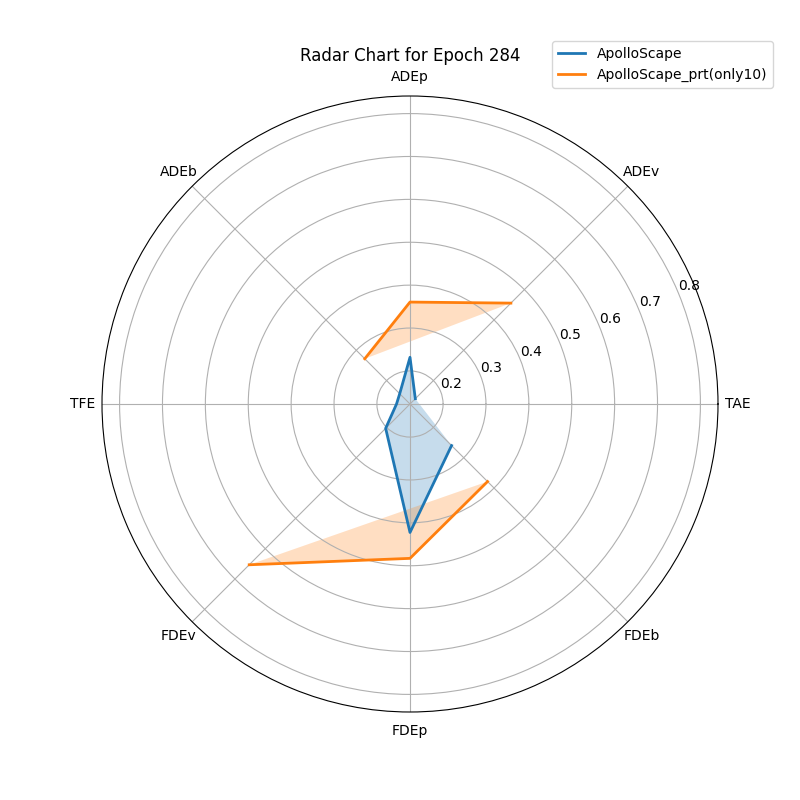 Radar Chart for Epoch 284
ApolloScape
ApolloScape_prt(only10)
ADEp
ADEb
ADEv
0.8
0.7
0.6
0.5
0.4
0.3
0.2
TFE
TAE
FDEv
FDEb
FDEp